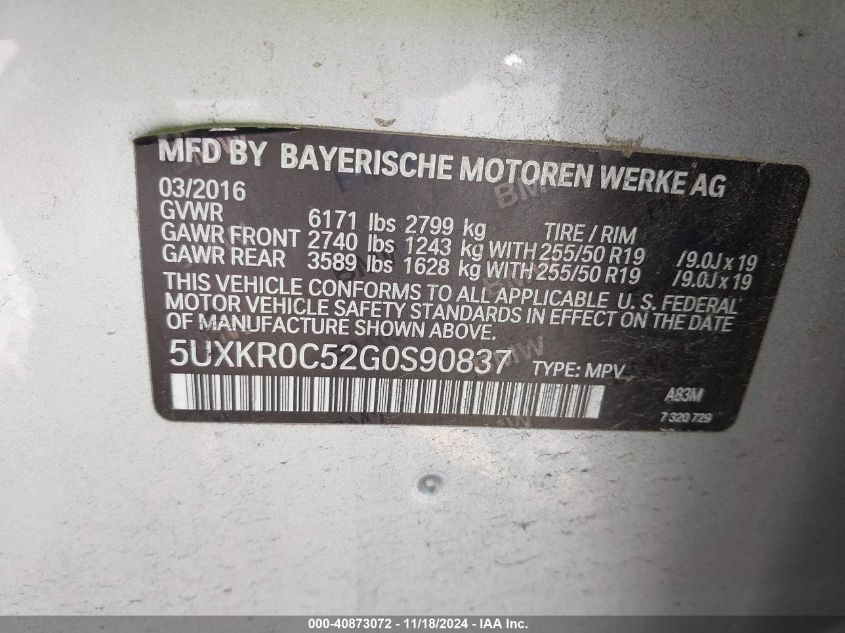 MFD BY BAYERISCHE MOTOREN WERKE AG
03/2016
GVWR 6171 lbs 2799 kg TIRE / RIM
GAWR FRONT 2740 lbs 1243 kg WITH 255/50 R19 /9.0J x 19
GAWR REAR 3589 lbs 1628 kg WITH 255/50 R19 /9.0J x 19
THIS VEHICLE CONFORMS TO ALL APPLICABLE U.S. FEDERAL
MOTOR VEHICLE SAFETY STANDARDS IN EFFECT ON THE DATE
OF MANUFACTURE SHOWN ABOVE.
5UXKR0C52G0S90837 TYPE: MPV
A83M
7 320 729
000-40873072 - 11/18/2024 - IAA Inc.